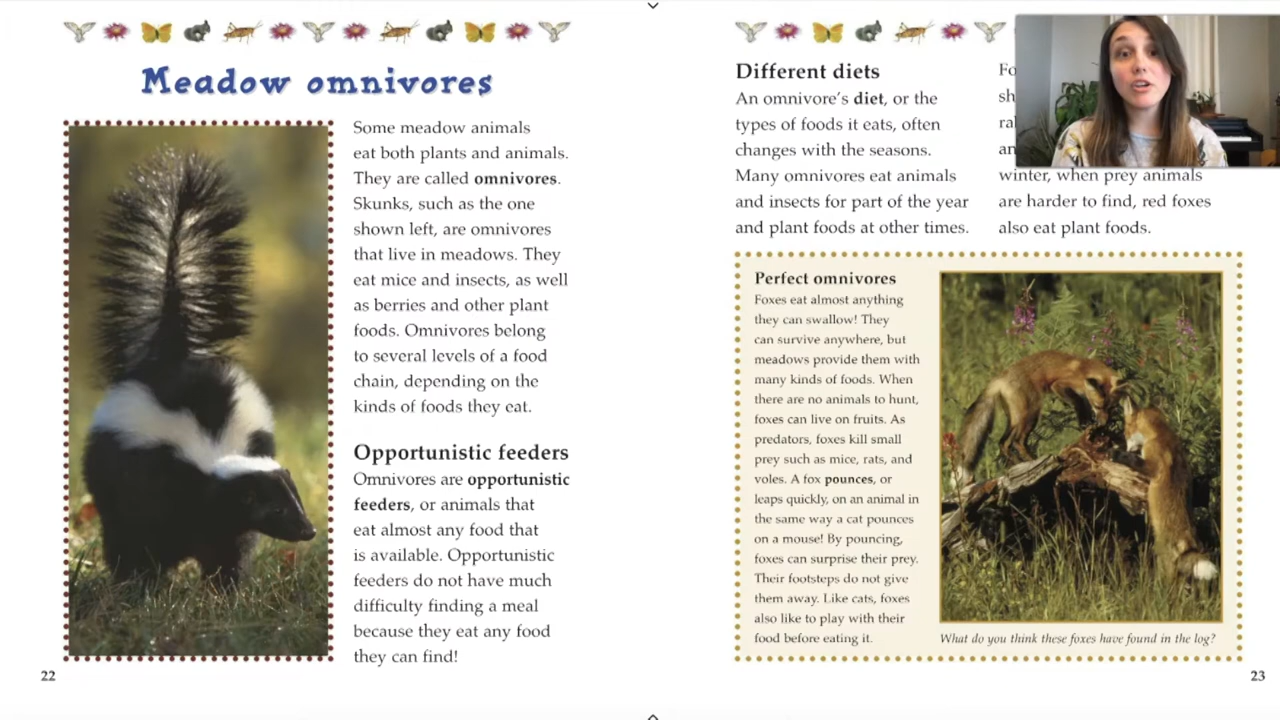 Meadow omnivores
Some meadow animals
eat both plants and animals.
They are called omnivores.
Skunks, such as the one
shown left, are omnivores
that live in meadows. They
eat mice and insects, as well
as berries and other plant
foods. Omnivores belong
to several levels of a food
chain, depending on the
kinds of foods they eat.
Opportunistic feeders
Omnivores are opportunistic
feeders, or animals that
eat almost any food that
is available. Opportunistic
feeders do not have much
difficulty finding a meal
because they eat any food
they can find!
22
Different diets
An omnivore's diet, or the
types of foods it eats, often
changes with the seasons.
Many omnivores eat animals
and insects for part of the year
and plant foods at other times.
winter, when prey animals
are harder to find, red foxes
also eat plant foods.
Perfect omnivores
Foxes eat almost anything
they can swallow! They
can survive anywhere, but
meadows provide them with
many kinds of foods. When
there are no animals to hunt,
foxes can live on fruits. As
predators, foxes kill small
prey such as mice, rats, and
voles. A fox pounces, or
leaps quickly, on an animal in
the same way a cat pounces
on a mouse! By pouncing,
foxes can surprise their prey.
Their footsteps do not give
them away. Like cats, foxes
also like to play with their
food before eating it.
What do you think these foxes have found in the log?
23